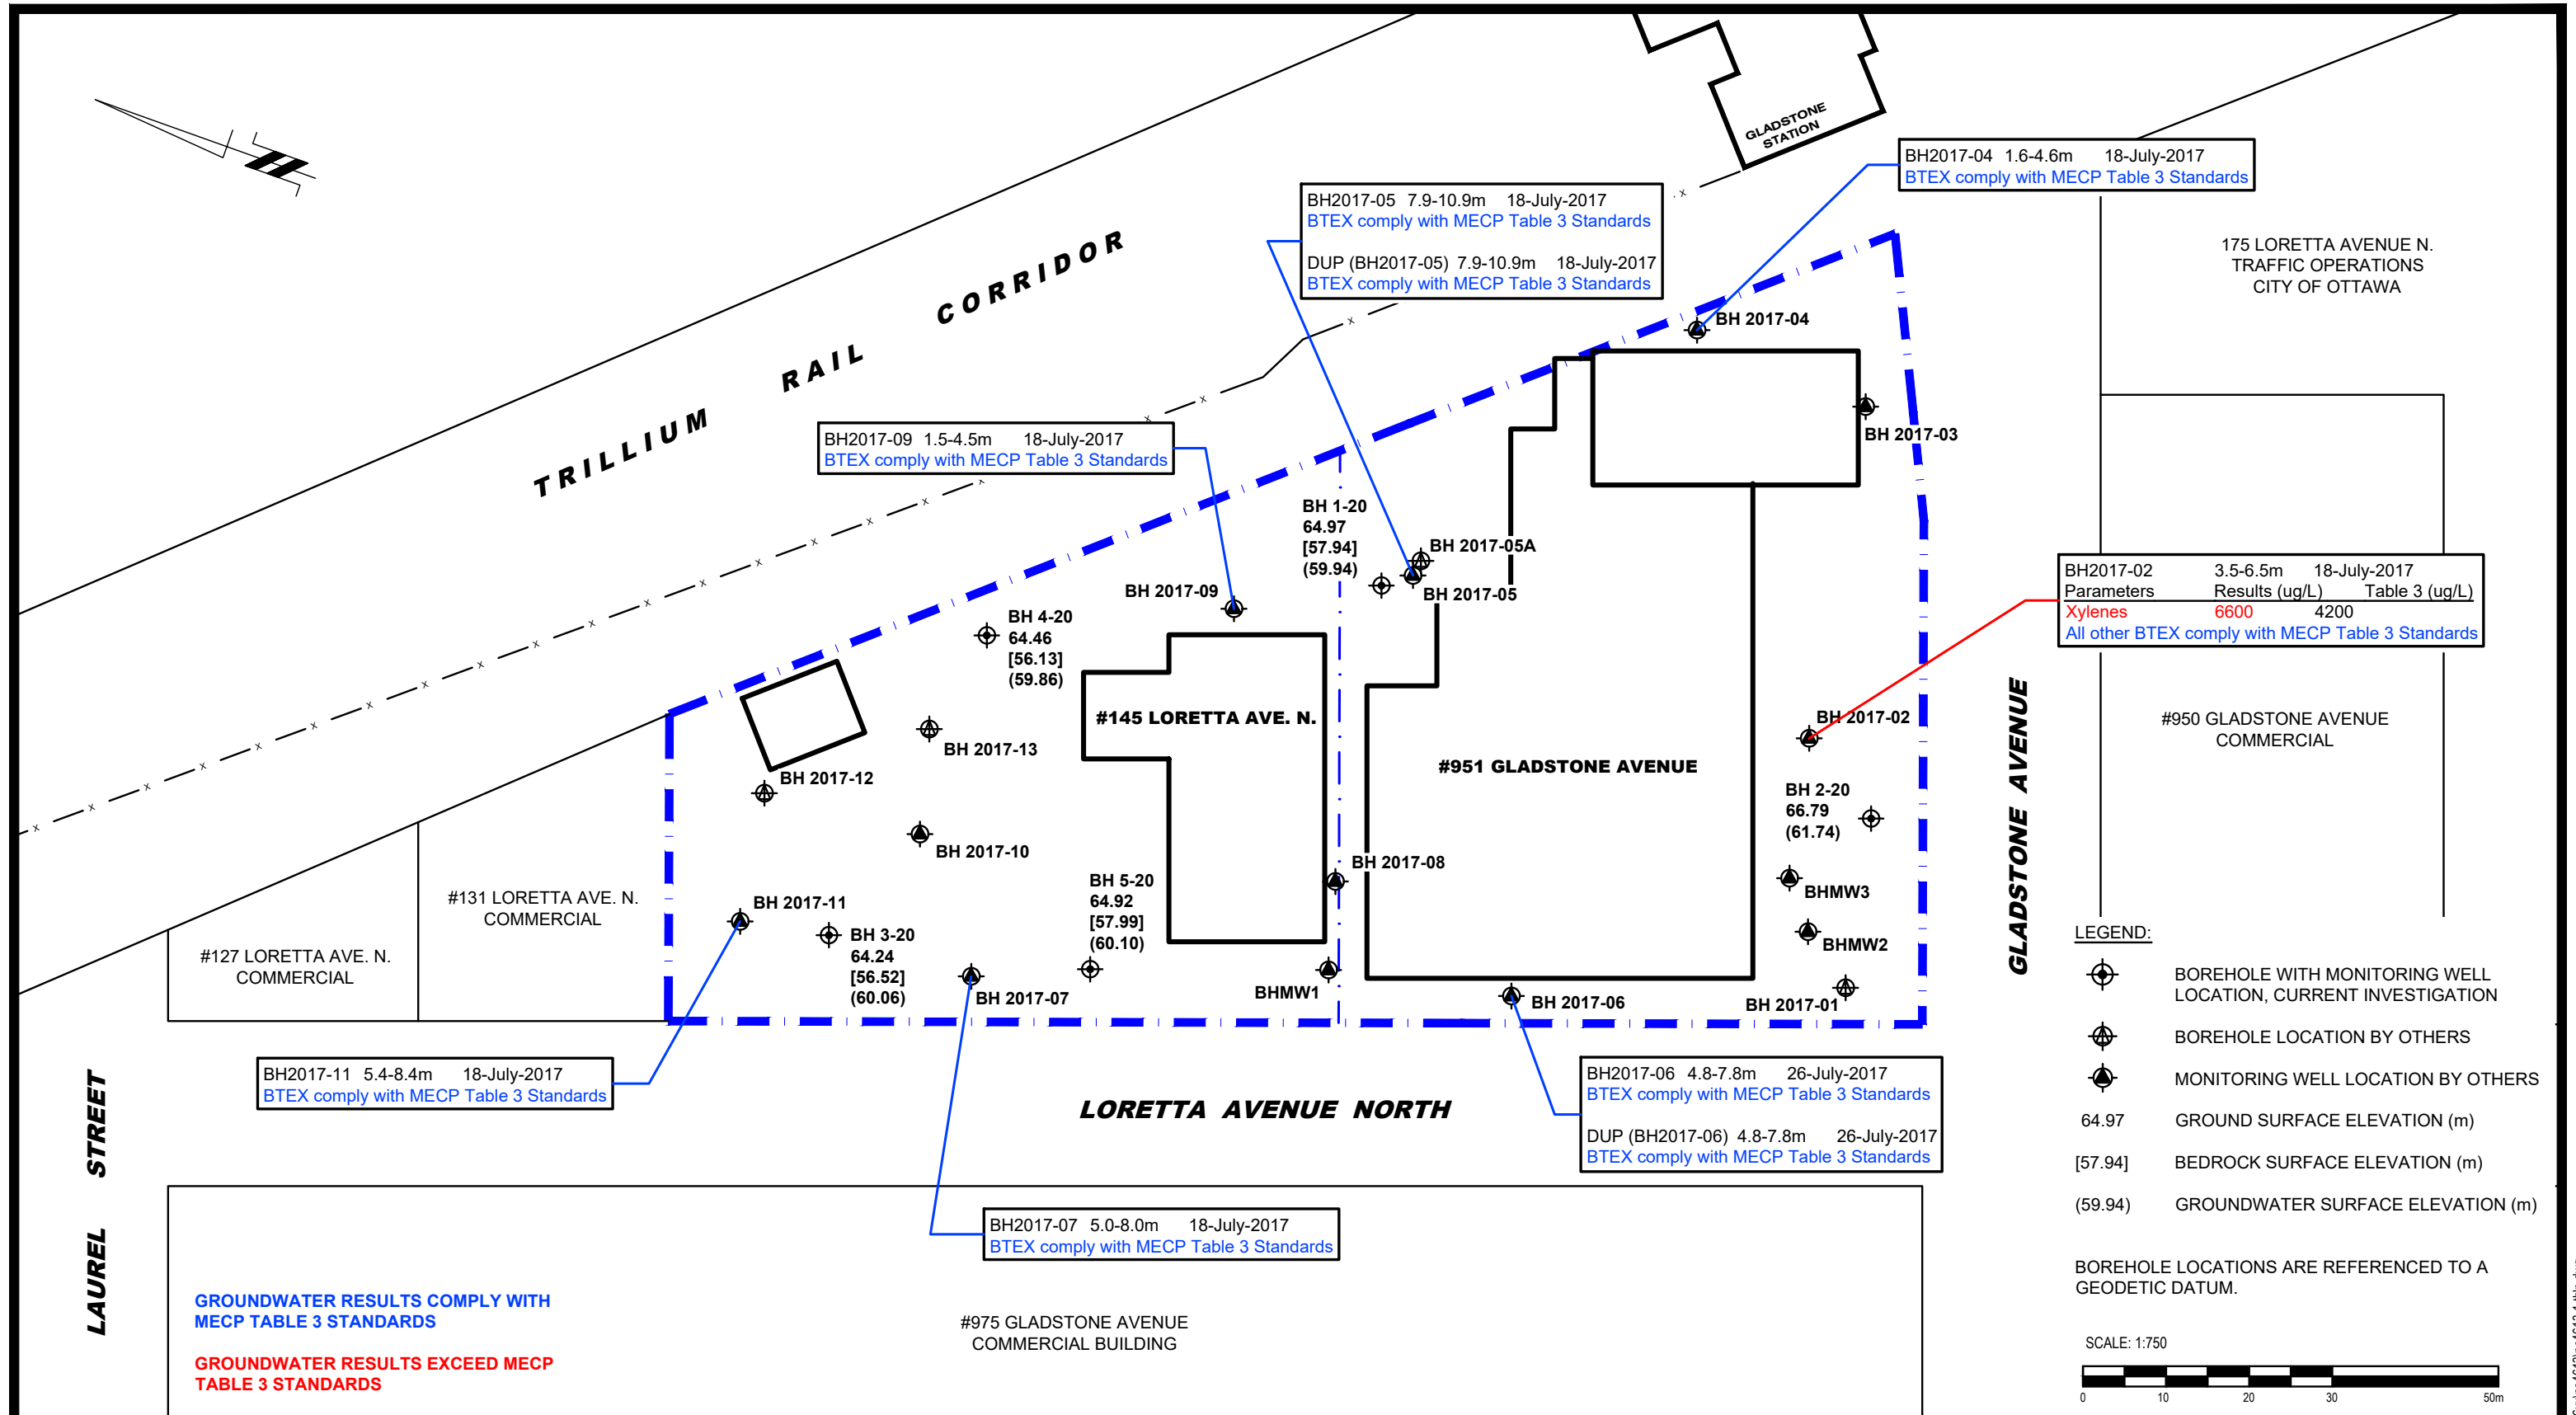 GLADSTONE
STATION
BH2017-04 1.6-4.6m 18-July-2017
BTEX comply with MECP Table 3 Standards
BH2017-05 7.9-10.9m 18-July-2017
BTEX comply with MECP Table 3 Standards
DUP (BH2017-05) 7.9-10.9m 18-July-2017
BTEX comply with MECP Table 3 Standards
175 LORETTA AVENUE N.
TRAFFIC OPERATIONS
CITY OF OTTAWA
TRILLIUM RAIL CORRIDOR
BH 2017-04
BH 2017-03
BH2017-09 1.5-4.5m 18-July-2017
BTEX comply with MECP Table 3 Standards
BH 1-20
64.97
[57.94]
(59.94)
BH 2017-05A
BH 2017-05
BH 2017-09
BH 4-20
64.46
[56.13]
(59.86)
BH2017-02 3.5-6.5m 18-July-2017
Parameters Results (ug/L) Table 3 (ug/L)
Xylenes 6600 4200
All other BTEX comply with MECP Table 3 Standards
#145 LORETTA AVE. N.
#951 GLADSTONE AVENUE
BH 2017-02
GLADSTONE AVENUE
#950 GLADSTONE AVENUE
COMMERCIAL
BH 2017-13
BH 2017-12
BH 2-20
66.79
(61.74)
BH 2017-10
BH 2017-08
BH 5-20
64.92
[57.99]
(60.10)
BHMW3
#131 LORETTA AVE. N.
COMMERCIAL
BH 2017-11
BH 3-20
64.24
[56.52]
(60.06)
BHMW2
#127 LORETTA AVE. N.
COMMERCIAL
BH 2017-07
BHMW1
BH 2017-06
BH 2017-01
LEGEND:
BOREHOLE WITH MONITORING WELL
LOCATION, CURRENT INVESTIGATION
BOREHOLE LOCATION BY OTHERS
MONITORING WELL LOCATION BY OTHERS
64.97 GROUND SURFACE ELEVATION (m)
[57.94] BEDROCK SURFACE ELEVATION (m)
(59.94) GROUNDWATER SURFACE ELEVATION (m)
BOREHOLE LOCATIONS ARE REFERENCED TO A
GEODETIC DATUM.
SCALE: 1:750
0 10 20 30 50m
BH2017-11 5.4-8.4m 18-July-2017
BTEX comply with MECP Table 3 Standards
LORETTA AVENUE NORTH
BH2017-06 4.8-7.8m 26-July-2017
BTEX comply with MECP Table 3 Standards
DUP (BH2017-06) 4.8-7.8m 26-July-2017
BTEX comply with MECP Table 3 Standards
LAUREL STREET
BH2017-07 5.0-8.0m 18-July-2017
BTEX comply with MECP Table 3 Standards
GROUNDWATER RESULTS COMPLY WITH
MECP TABLE 3 STANDARDS
GROUNDWATER RESULTS EXCEED MECP
TABLE 3 STANDARDS
#975 GLADSTONE AVENUE
COMMERCIAL BUILDING